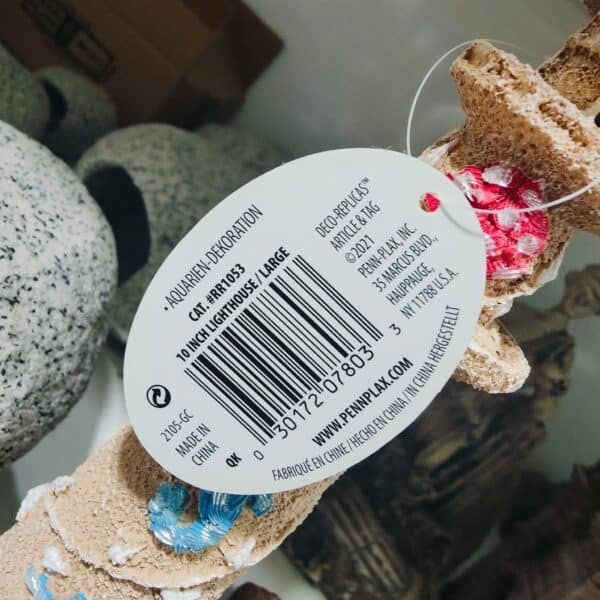 •AQUARIEN-DEKORATION
CAT. #RR1053
10 INCH LIGHTHOUSE / LARGE
DECO-REPLICAS™
ARTICLE & TAG
©2021
PENN-PLAX, INC.
35 MARCUS BLVD.,
HAUPPAUGE,
NY 11788 U.S.A.
0 30172 07803 3
2105-GC
MADE IN
CHINA
QK
WWW.PENNPLAX.COM
FABRIQUÉ EN CHINE / HECHO EN CHINA / IN CHINA HERGESTELLT